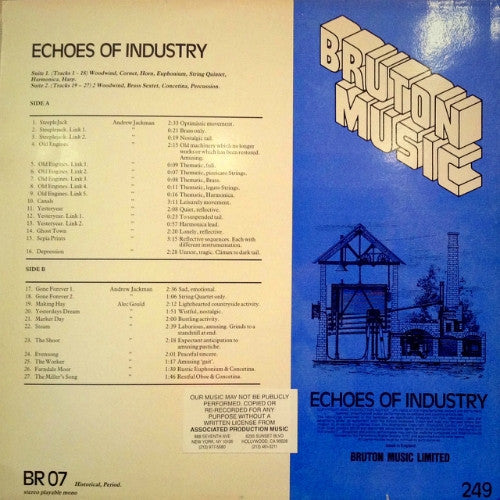 ECHOES OF INDUSTRY
Suite 1. (Tracks 1 - 18) Woodwind, Cornet, Horn, Euphonium, String Quintet,
Harmonica, Harp.
Suite 2. (Tracks 19 - 27) 2 Woodwind, Brass Sextet, Concertina, Percussion.
SIDE A
1. Steeplejack Andrew Jackman 2:33 Optimistic movement.
2. Steeplejack. Link 1. " 0:21 Brass only.
3. Steeplejack. Link 2. " 0:19 Nostalgic tail.
4. Old Engines. " 2:15 Old machinery which no longer
works or which has been restored.
Amusing.
5. Old Engines. Link 1. " 0:09 Thematic, full.
6. Old Engines. Link 2. " 0:07 Thematic, pizzicato Strings.
7. Old Engines. Link 3. " 0:08 Thematic, Brass.
8. Old Engines. Link 4. " 0:11 Thematic, legato Strings.
9. Old Engines. Link 5. " 0:16 Thematic, Harmonica.
10. Canals " 3:11 Leisurely movement.
11. Yesteryear " 2:08 Quiet, reflective.
12. Yesteryear. Link 1. " 0:23 To suspended tail.
13. Yesteryear. Link 2. " 0:57 Harmonica lead.
14. Ghost Town " 2:20 Lonely, reflective.
15. Sepia Prints " 3:15 Reflective sequences. Each with
different instrumentation.
16. Depression " 2:28 Unease, tragic. Climax to dark tail.
SIDE B
17. Gone Forever 1. Andrew Jackman 2:36 Sad, emotional.
18. Gone Forever 2. " 1:06 String Quartet only.
19. Making Hay Alec Gould 2:12 Lighthearted countryside activity.
20. Yesterdays Dream " 1:51 Wistful, nostalgic.
21. Market Day " 2:00 Bustling activity.
22. Steam " 2:39 Laborious, amusing. Grinds to a
standstill at end.
23. The Shoot " 2:18 Expectant anticipation to
amusing pastiche.
24. Evensong " 2:01 Peaceful sincere.
25. The Worker " 1:17 Amusing 'gait'.
26. Farmdale Moor " 1:30 Rustic Euphonium & Concertina.
27. The Miller's Song " 1:46 Restful Oboe & Concertina.
OUR MUSIC MAY NOT BE PUBLICLY
PERFORMED, COPIED OR
RE-RECORDED FOR ANY
PURPOSE WITHOUT A
WRITTEN LICENSE FROM
ASSOCIATED PRODUCTION MUSIC
888 SEVENTH AVE
NEW YORK, NY 10106
6255 SUNSET BLVD
HOLLYWOOD, CA 90028
BR 07 Historical, Period.
stereo playable mono
BRUTON
MUSIC
ECHOES OF INDUSTRY
Made in England
BRUTON MUSIC LIMITED
249